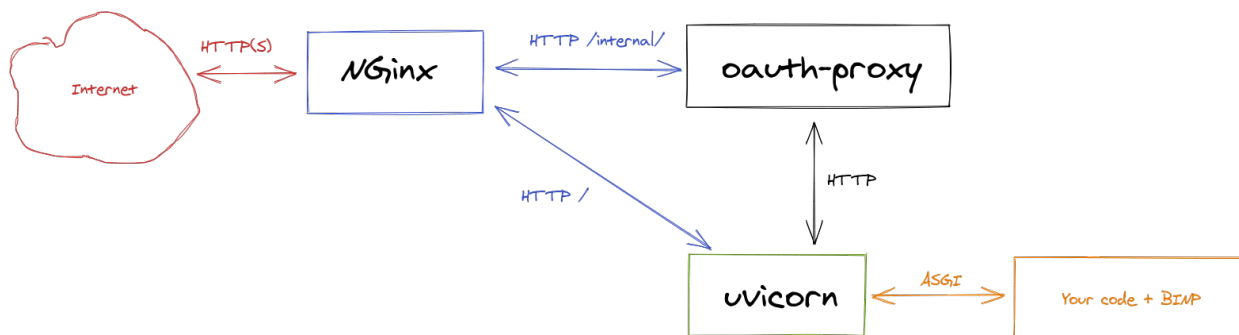 HTTP(S)
HTTP /internal/
NGinx
oauth-proxy
Internet
HTTP
HTTP /
ASGI
uvicorn
Your code + BINP